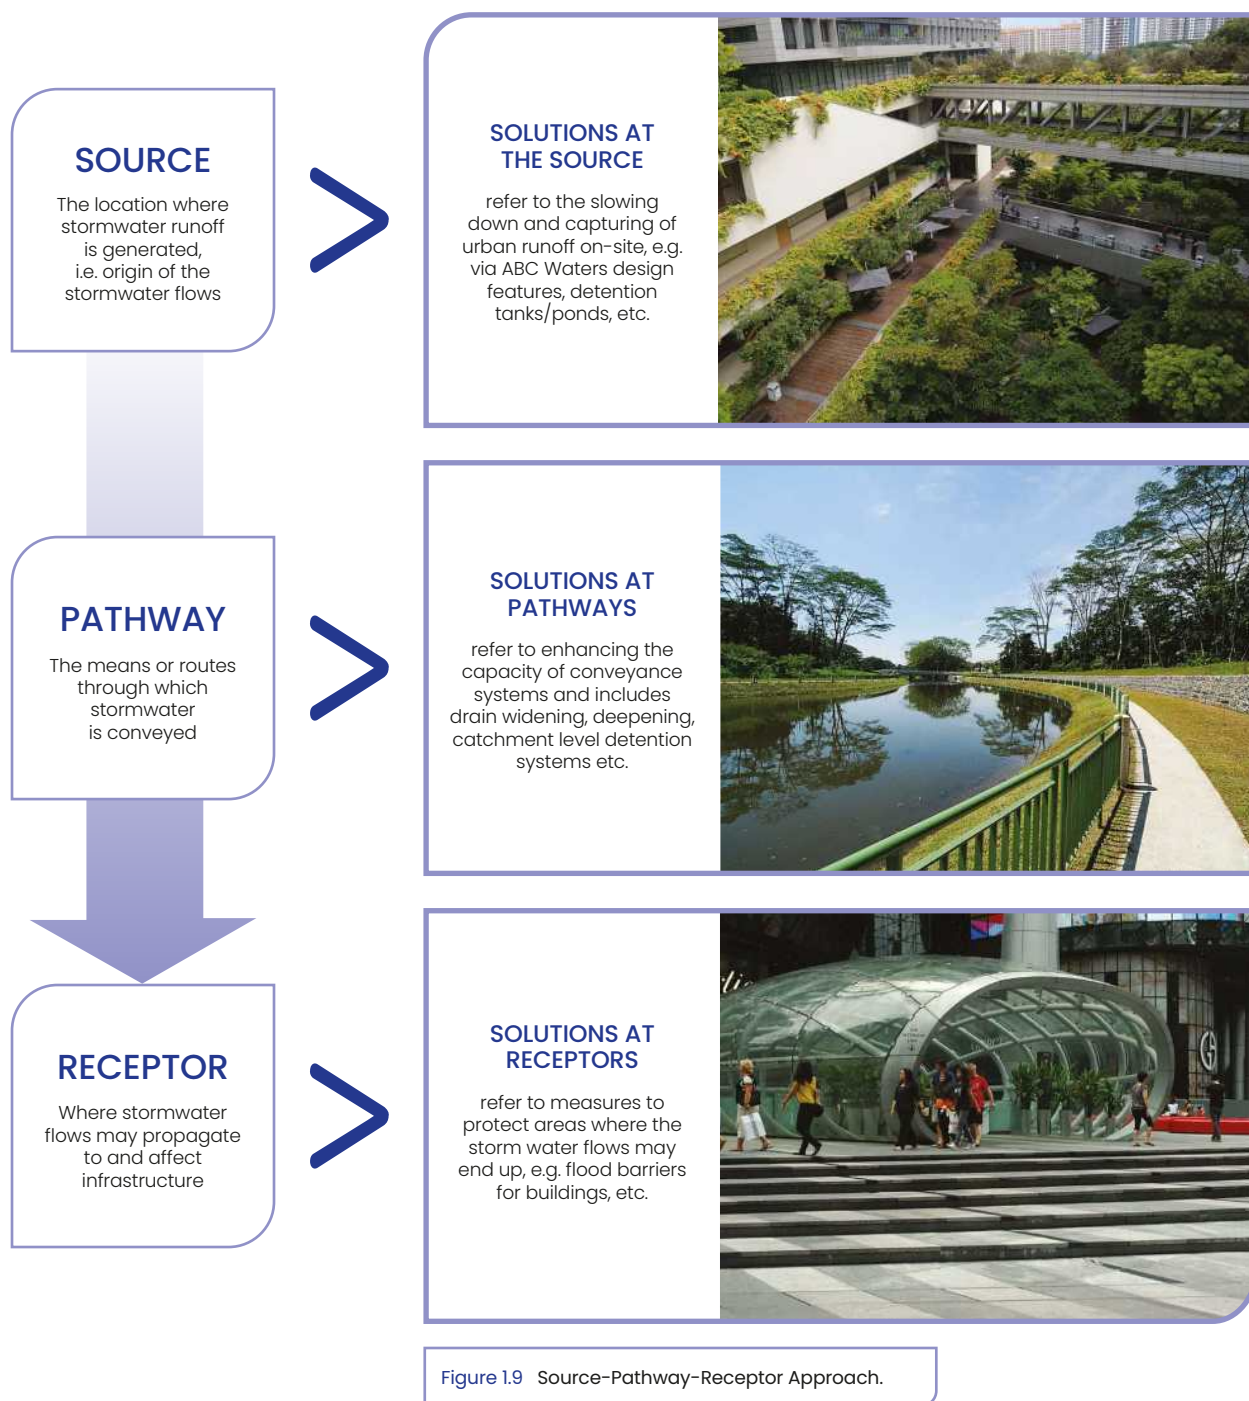 SOURCE
The location where
stormwater runoff
is generated,
i.e. origin of the
stormwater flows
SOLUTIONS AT
THE SOURCE
refer to the slowing
down and capturing of
urban runoff on-site, e.g.
via ABC Waters design
features, detention
tanks/ponds, etc.
PATHWAY
The means or routes
through which
stormwater
is conveyed
SOLUTIONS AT
PATHWAYS
refer to enhancing the
capacity of conveyance
systems and includes
drain widening, deepening,
catchment level detention
systems etc.
RECEPTOR
Where stormwater
flows may propagate
to and affect
infrastructure
SOLUTIONS AT
RECEPTORS
refer to measures to
protect areas where the
storm water flows may
end up, e.g. flood barriers
for buildings, etc.
Figure 1.9 Source-Pathway-Receptor Approach.